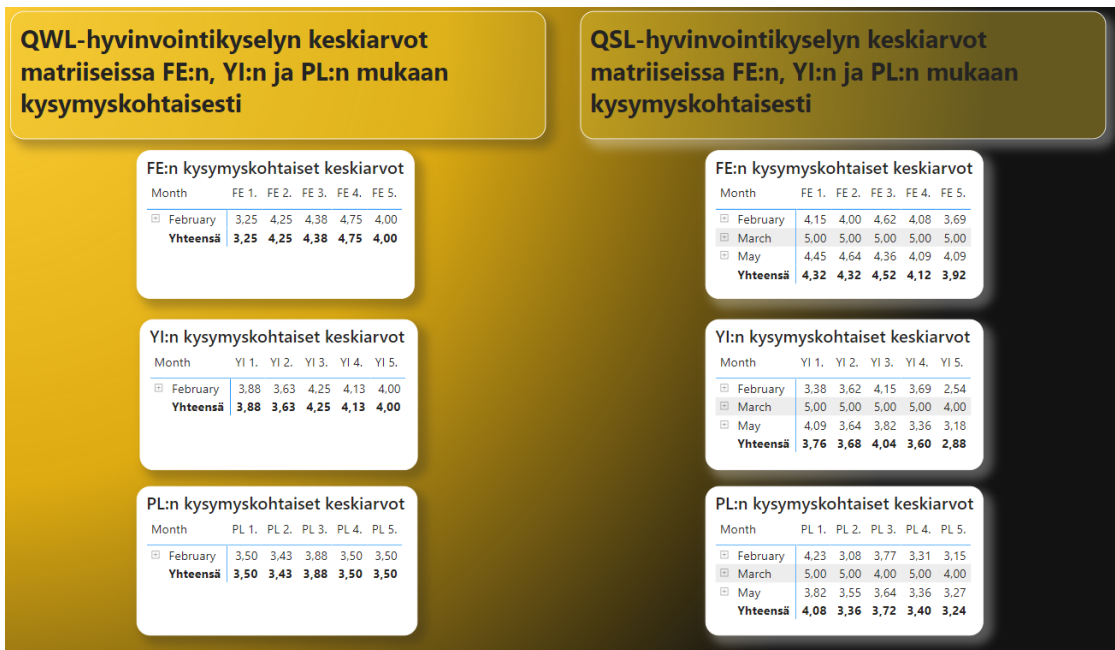 QWL-hyvinvointikyselyn keskiarvot
matriiseissa FE:n, YI:n ja PL:n mukaan
kysymyskohtaisesti
FE:n kysymyskohtaiset keskiarvot
Month FE 1. FE 2. FE 3. FE 4. FE 5.
February 3,25 4,25 4,38 4,75 4,00
Yhteensä 3,25 4,25 4,38 4,75 4,00
YI:n kysymyskohtaiset keskiarvot
Month YI 1. YI 2. YI 3. YI 4. YI 5.
February 3,88 3,63 4,25 4,13 4,00
Yhteensä 3,88 3,63 4,25 4,13 4,00
PL:n kysymyskohtaiset keskiarvot
Month PL 1. PL 2. PL 3. PL 4. PL 5.
February 3,50 3,43 3,88 3,50 3,50
Yhteensä 3,50 3,43 3,88 3,50 3,50
QSL-hyvinvointikyselyn keskiarvot
matriiseissa FE:n, YI:n ja PL:n mukaan
kysymyskohtaisesti
FE:n kysymyskohtaiset keskiarvot
Month FE 1. FE 2. FE 3. FE 4. FE 5.
February 4,15 4,00 4,62 4,08 3,69
March 5,00 5,00 5,00 5,00 5,00
May 4,45 4,64 4,36 4,09 4,09
Yhteensä 4,32 4,32 4,52 4,12 3,92
YI:n kysymyskohtaiset keskiarvot
Month YI 1. YI 2. YI 3. YI 4. YI 5.
February 3,38 3,62 4,15 3,69 2,54
March 5,00 5,00 5,00 5,00 4,00
May 4,09 3,64 3,82 3,36 3,18
Yhteensä 3,76 3,68 4,04 3,60 2,88
PL:n kysymyskohtaiset keskiarvot
Month PL 1. PL 2. PL 3. PL 4. PL 5.
February 4,23 3,08 3,77 3,31 3,15
March 5,00 5,00 4,00 5,00 4,00
May 3,82 3,55 3,64 3,36 3,27
Yhteensä 4,08 3,36 3,72 3,40 3,24